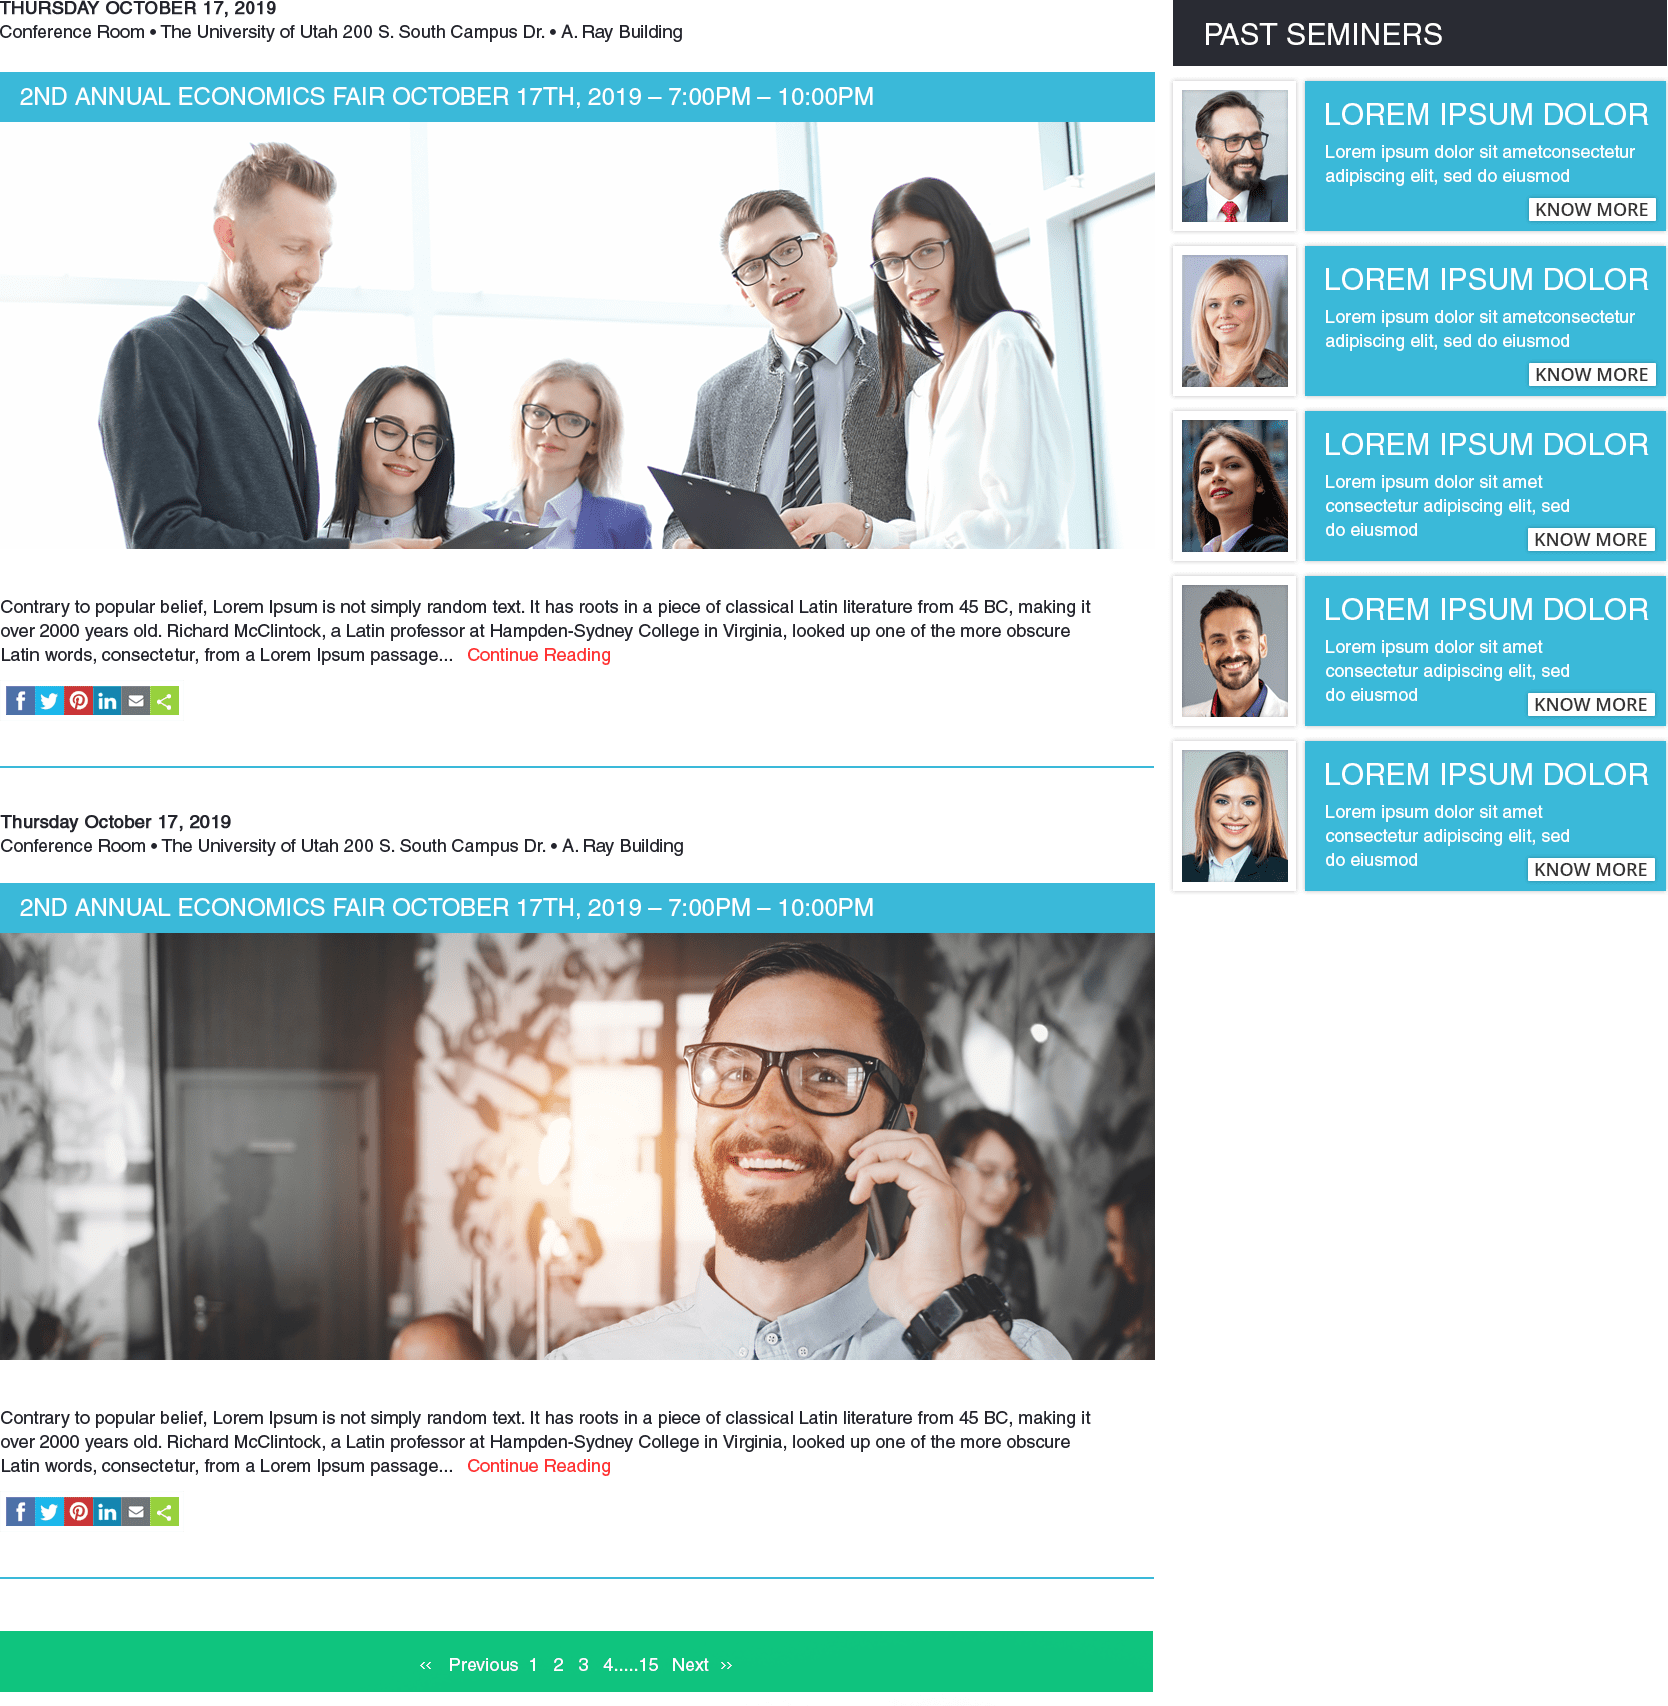 THURSDAY OCTOBER 17, 2019
Conference Room • The University of Utah 200 S. South Campus Dr. • A. Ray Building
2ND ANNUAL ECONOMICS FAIR OCTOBER 17TH, 2019 – 7:00PM – 10:00PM
Contrary to popular belief, Lorem Ipsum is not simply random text. It has roots in a piece of classical Latin literature from 45 BC, making it
over 2000 years old. Richard McClintock, a Latin professor at Hampden-Sydney College in Virginia, looked up one of the more obscure
Latin words, consectetur, from a Lorem Ipsum passage... Continue Reading
Thursday October 17, 2019
Conference Room • The University of Utah 200 S. South Campus Dr. • A. Ray Building
2ND ANNUAL ECONOMICS FAIR OCTOBER 17TH, 2019 – 7:00PM – 10:00PM
Contrary to popular belief, Lorem Ipsum is not simply random text. It has roots in a piece of classical Latin literature from 45 BC, making it
over 2000 years old. Richard McClintock, a Latin professor at Hampden-Sydney College in Virginia, looked up one of the more obscure
Latin words, consectetur, from a Lorem Ipsum passage... Continue Reading
‹‹ Previous 1 2 3 4.....15 Next ››
PAST SEMINERS
LOREM IPSUM DOLOR
Lorem ipsum dolor sit ametconsectetur
adipiscing elit, sed do eiusmod
KNOW MORE
LOREM IPSUM DOLOR
Lorem ipsum dolor sit ametconsectetur
adipiscing elit, sed do eiusmod
KNOW MORE
LOREM IPSUM DOLOR
Lorem ipsum dolor sit amet
consectetur adipiscing elit, sed
do eiusmod
KNOW MORE
LOREM IPSUM DOLOR
Lorem ipsum dolor sit amet
consectetur adipiscing elit, sed
do eiusmod
KNOW MORE
LOREM IPSUM DOLOR
Lorem ipsum dolor sit amet
consectetur adipiscing elit, sed
do eiusmod
KNOW MORE